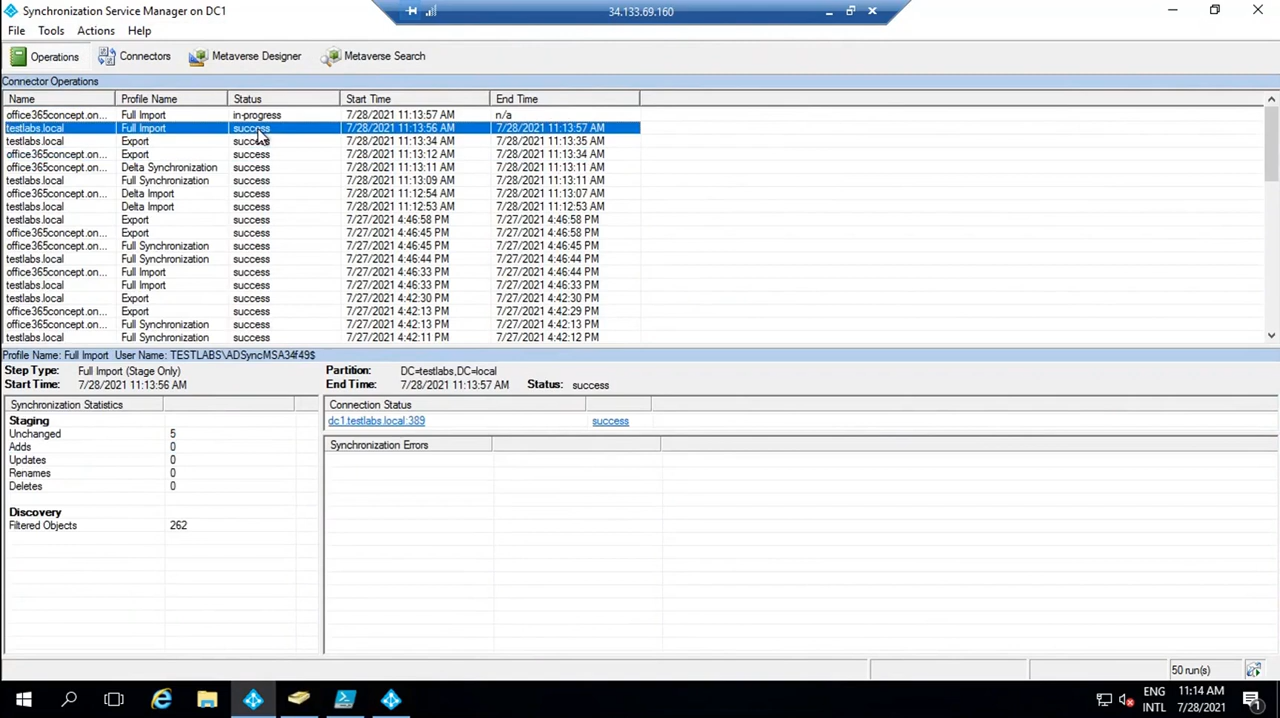 Synchronization Service Manager on DC1
34.133.69.160
File Tools Actions Help
Operations Connectors Metaverse Designer Metaverse Search
Connector Operations
Name Profile Name Status Start Time End Time
office365concept.on... Full Import in-progress 7/28/2021 11:13:57 AM n/a
testlabs.local Full Import success 7/28/2021 11:13:56 AM 7/28/2021 11:13:57 AM
testlabs.local Export success 7/28/2021 11:13:34 AM 7/28/2021 11:13:35 AM
office365concept.on... Export success 7/28/2021 11:13:12 AM 7/28/2021 11:13:34 AM
office365concept.on... Delta Synchronization success 7/28/2021 11:13:11 AM 7/28/2021 11:13:11 AM
testlabs.local Full Synchronization success 7/28/2021 11:13:09 AM 7/28/2021 11:13:11 AM
office365concept.on... Delta Import success 7/28/2021 11:12:54 AM 7/28/2021 11:13:07 AM
testlabs.local Delta Import success 7/28/2021 11:12:53 AM 7/28/2021 11:12:53 AM
testlabs.local Export success 7/27/2021 4:46:58 PM 7/27/2021 4:46:58 PM
office365concept.on... Export success 7/27/2021 4:46:45 PM 7/27/2021 4:46:58 PM
office365concept.on... Full Synchronization success 7/27/2021 4:46:45 PM 7/27/2021 4:46:45 PM
testlabs.local Full Synchronization success 7/27/2021 4:46:44 PM 7/27/2021 4:46:44 PM
office365concept.on... Full Import success 7/27/2021 4:46:33 PM 7/27/2021 4:46:44 PM
testlabs.local Full Import success 7/27/2021 4:46:33 PM 7/27/2021 4:46:33 PM
testlabs.local Export success 7/27/2021 4:42:30 PM 7/27/2021 4:42:30 PM
office365concept.on... Export success 7/27/2021 4:42:13 PM 7/27/2021 4:42:29 PM
office365concept.on... Full Synchronization success 7/27/2021 4:42:13 PM 7/27/2021 4:42:13 PM
testlabs.local Full Synchronization success 7/27/2021 4:42:11 PM 7/27/2021 4:42:12 PM
Profile Name: Full Import User Name: TESTLABS\ADSyncMSA34f49$
Step Type: Full Import (Stage Only) Partition: DC=testlabs,DC=local
Start Time: 7/28/2021 11:13:56 AM End Time: 7/28/2021 11:13:57 AM Status: success
Synchronization Statistics
Staging
Unchanged 5
Adds 0
Updates 0
Renames 0
Deletes 0
Discovery
Filtered Objects 262
Connection Status
dc1.testlabs.local:389 success
Synchronization Errors
50 run(s)
ENG 11:14 AM
INTL 7/28/2021
1